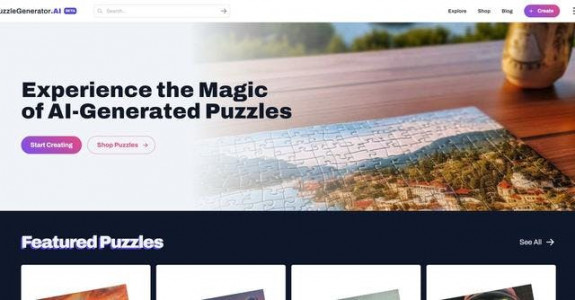 uzzleGenerator.AI BETA
Search...
Explore
Shop
Blog
+ Create
Experience the Magic
of AI-Generated Puzzles
Start Creating
Shop Puzzles →
Featured Puzzles
See All →